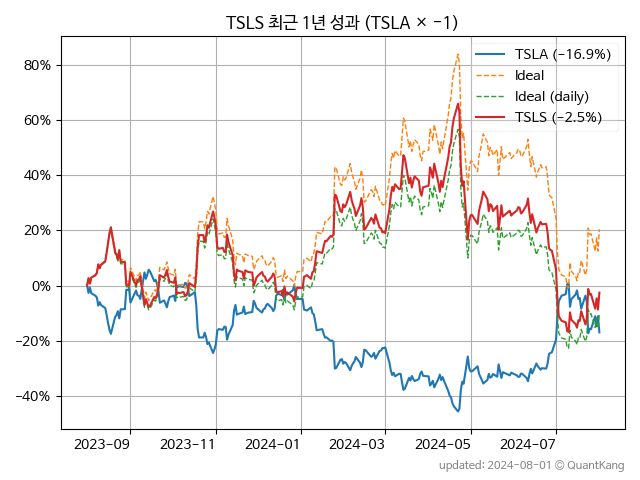 TSLS 최근 1년 성과 (TSLA × −1)
TSLA (−16.9%)
Ideal
Ideal (daily)
TSLS (−2.5%)
80%
60%
40%
20%
0%
−20%
−40%
2023-09 2023-11 2024-01 2024-03 2024-05 2024-07
updated: 2024-08-01 © QuantKang